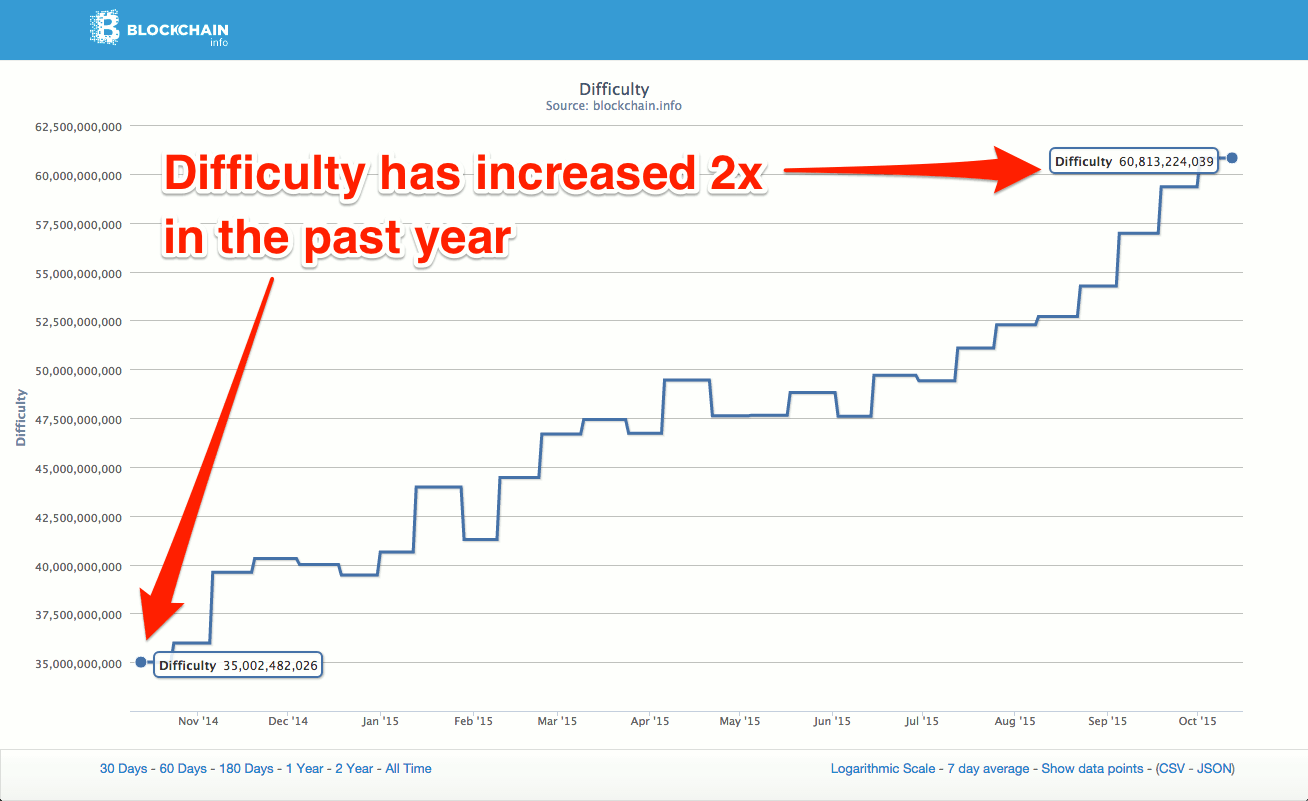 BLOCKCHAIN
info
Difficulty
Source: blockchain.info
62,500,000,000
60,000,000,000
57,500,000,000
55,000,000,000
52,500,000,000
50,000,000,000
47,500,000,000
45,000,000,000
42,500,000,000
40,000,000,000
37,500,000,000
35,000,000,000
Difficulty
Difficulty has increased 2x
in the past year
Difficulty 60,813,224,039
Difficulty 35,002,482,026
Nov '14 Dec '14 Jan '15 Feb '15 Mar '15 Apr '15 May '15 Jun '15 Jul '15 Aug '15 Sep '15 Oct '15
30 Days - 60 Days - 180 Days - 1 Year - 2 Year - All Time
Logarithmic Scale - 7 day average - Show data points - (CSV - JSON)